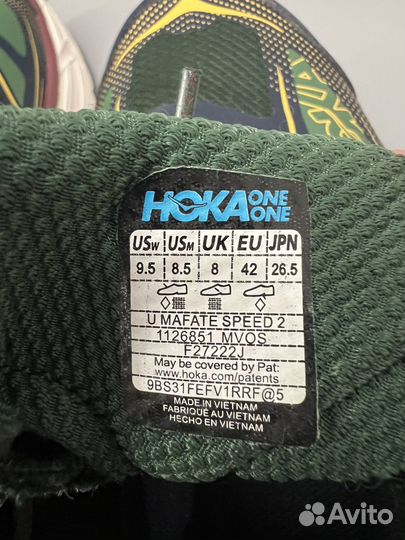 HOKA ONE ONE
USW USM UK EU JPN
9.5 8.5 8 42 26.5
U MAFATE SPEED 2
1126851 MVOS
F27222J
May be covered by Pat:
www.hoka.com/patents
9BS31FEFV1RRF@5
MADE IN VIETNAM
FABRIQUÉ AU VIETNAM
HECHO EN VIETNAM
Avito